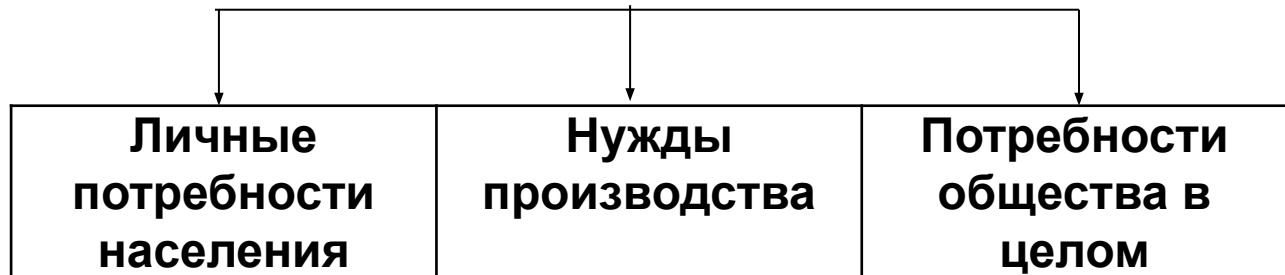 Личные
потребности
населения
Нужды
производства
Потребности
общества в
целом